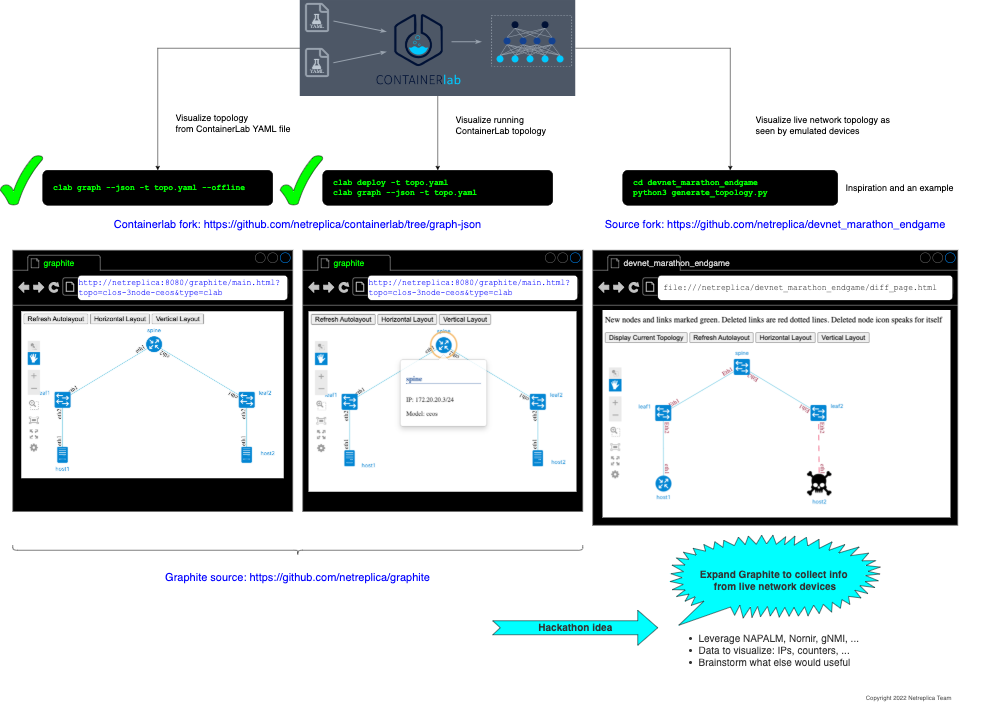 YAML
YAML
CONTAINERlab
Visualize topology
from ContainerLab YAML file
Visualize running
ContainerLab topology
Visualize live network topology as
seen by emulated devices
clab graph --json -t topo.yaml --offline
clab deploy -t topo.yaml
clab graph --json -t topo.yaml
cd devnet_marathon_endgame
python3 generate_topology.py
Inspiration and an example
Containerlab fork: https://github.com/netreplica/containerlab/tree/graph-json
Source fork: https://github.com/netreplica/devnet_marathon_endgame
graphite
http://netreplica:8080/graphite/main.html?
topo=clos-3node-ceos&type=clab
Refresh Autolayout
Horizontal Layout
Vertical Layout
spine
eth1
eth1
leaf2
eth2
eth2
eth1
eth1
host1
host2
graphite
http://netreplica:8080/graphite/main.html?
topo=clos-3node-ceos&type=clab
Refresh Autolayout
Horizontal Layout
Vertical Layout
spine
eth1
spine
IP: 172.20.20.3/24
Model: ceos
leaf2
eth2
eth2
eth1
eth1
host1
host2
devnet_marathon_endgame
file:///netreplica/devnet_marathon_endgame/diff_page.html
New nodes and links marked green. Deleted links are red dotted lines. Deleted node icon speaks for itself
Display Current Topology
Refresh Autolayout
Horizontal Layout
Vertical Layout
spine
Eth1
Eth1
leaf1
leaf2
Eth2
Eth2
eth1
eth1
host1
host2
Graphite source: https://github.com/netreplica/graphite
Expand Graphite to collect info
from live network devices
Hackathon idea
• Leverage NAPALM, Nornir, gNMI, ...
• Data to visualize: IPs, counters, ...
• Brainstorm what else would useful
Copyright 2022 Netreplica Team